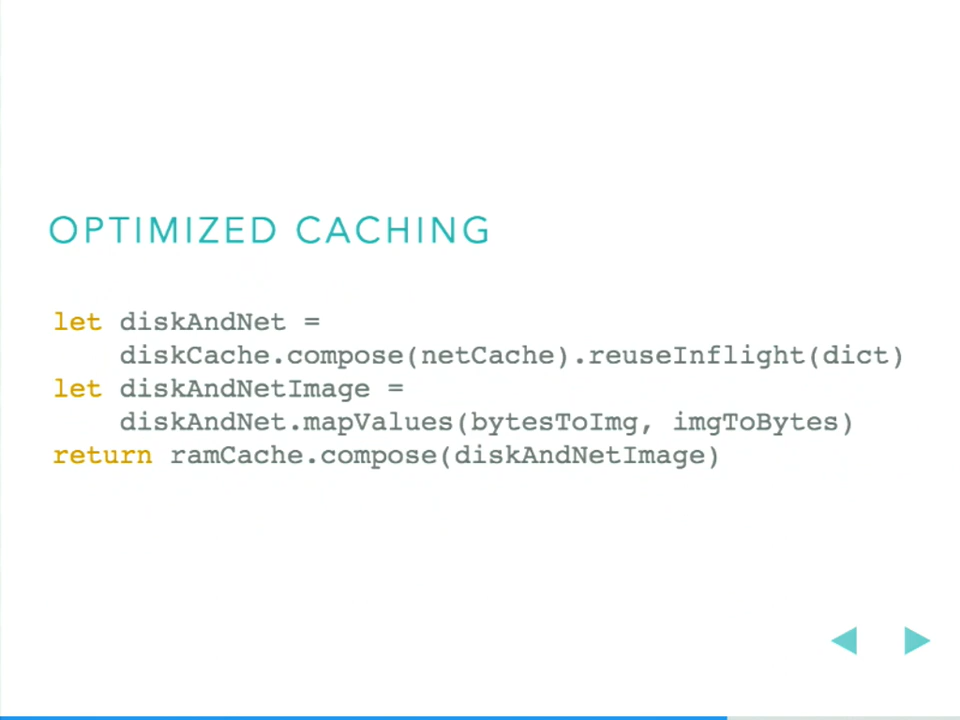 OPTIMIZED CACHING
let diskAndNet =
    diskCache.compose(netCache).reuseInflight(dict)
let diskAndNetImage =
    diskAndNet.mapValues(bytesToImg, imgToBytes)
return ramCache.compose(diskAndNetImage)